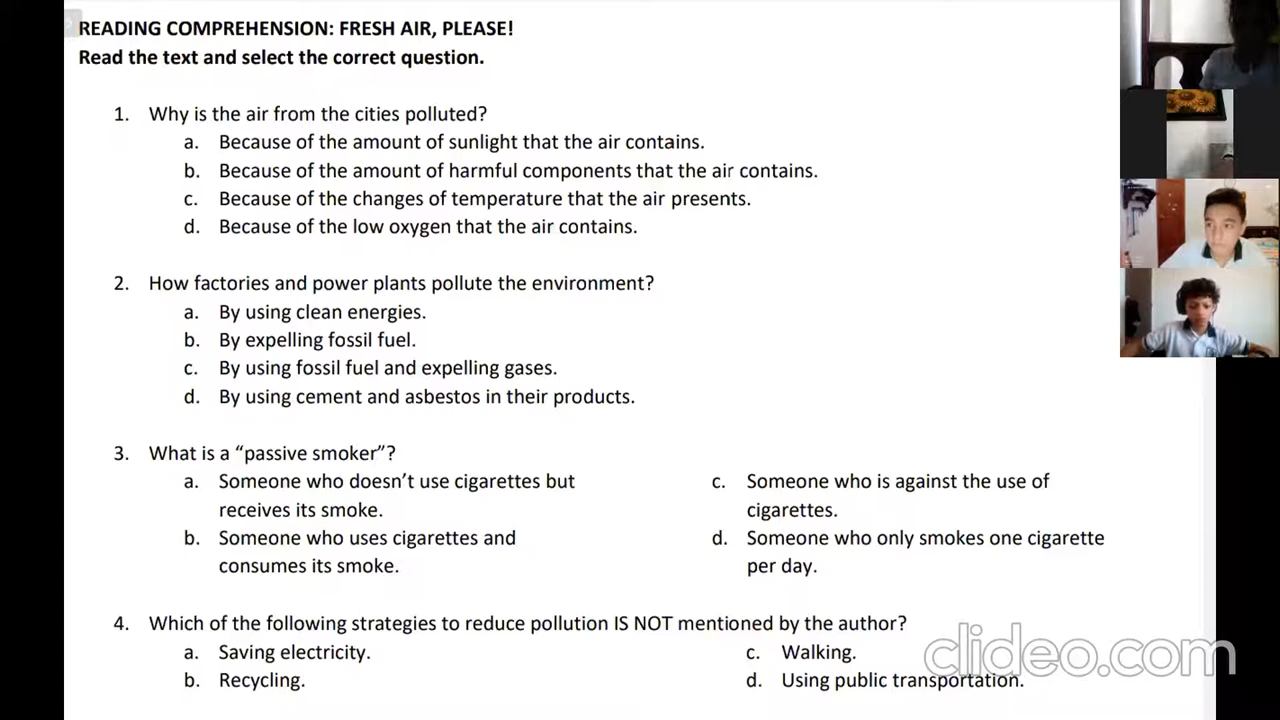 READING COMPREHENSION: FRESH AIR, PLEASE!
Read the text and select the correct question.
1. Why is the air from the cities polluted?
a. Because of the amount of sunlight that the air contains.
b. Because of the amount of harmful components that the air contains.
c. Because of the changes of temperature that the air presents.
d. Because of the low oxygen that the air contains.
2. How factories and power plants pollute the environment?
a. By using clean energies.
b. By expelling fossil fuel.
c. By using fossil fuel and expelling gases.
d. By using cement and asbestos in their products.
3. What is a “passive smoker”?
a. Someone who doesn’t use cigarettes but
receives its smoke.
b. Someone who uses cigarettes and
consumes its smoke.
c. Someone who is against the use of
cigarettes.
d. Someone who only smokes one cigarette
per day.
4. Which of the following strategies to reduce pollution IS NOT mentioned by the author?
a. Saving electricity.
b. Recycling.
c. Walking.
d. Using public transportation.
clideo.com